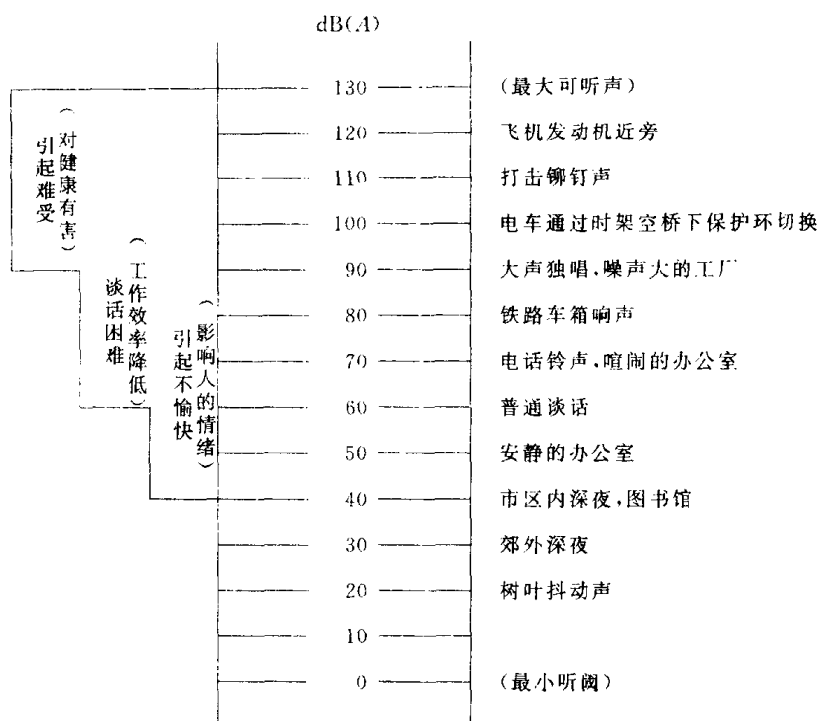 dB(A)
130 (最大可听声)
120 飞机发动机近旁
110 打击铆钉声
100 电车通过时架空桥下保护环切换
90 大声独唱,噪声大的工厂
80 铁路车箱响声
70 电话铃声,喧闹的办公室
60 普通谈话
50 安静的办公室
40 市区内深夜,图书馆
30 郊外深夜
20 树叶抖动声
10
0 (最小听阈)
引起难受
(对健康有害)
谈话困难
(工作效率降低)
引起不愉快
(影响人的情绪)